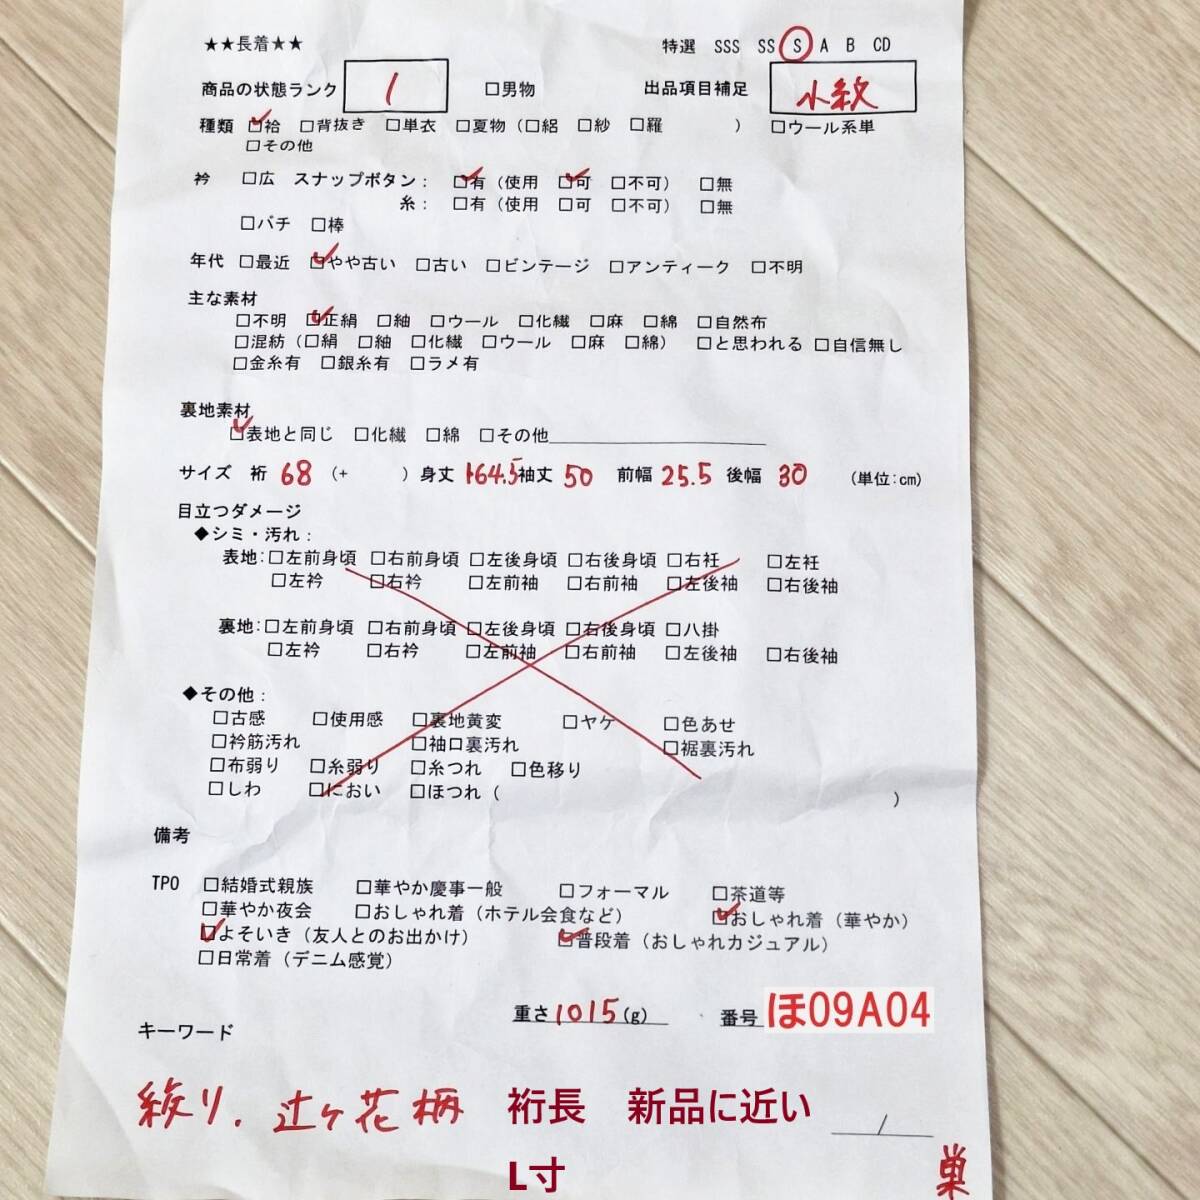 ★★長着★★ 特選 SSS SS S A B CD
商品の状態ランク 1 □男物 出品項目補足 小紋
種類 ☑袷 □背抜き □単衣 □夏物(□絽 □紗 □羅 ) □ウール系単
□その他
衿 □広 スナップボタン: ☑有(使用 ☑可 □不可) □無
糸: □有(使用 □可 □不可) □無
□バチ □棒
年代 □最近 ☑やや古い □古い □ビンテージ □アンティーク □不明
主な素材
□不明 ☑正絹 □紬 □ウール □化繊 □麻 □綿 □自然布
□混紡(□絹 □紬 □化繊 □ウール □麻 □綿) □と思われる □自信無し
□金糸有 □銀糸有 □ラメ有
裏地素材
☑表地と同じ □化繊 □綿 □その他
サイズ 裄 68 (+ ) 身丈 164.5 袖丈 50 前幅 25.5 後幅 30 (単位:cm)
目立つダメージ
◆シミ・汚れ:
表地:□左前身頃 □右前身頃 □左後身頃 □右後身頃 □右衽 □左衽
□左衿 □右衿 □左前袖 □右前袖 □左後袖 □右後袖
裏地:□左前身頃 □右前身頃 □左後身頃 □右後身頃 □八掛
□左衿 □右衿 □左前袖 □右前袖 □左後袖 □右後袖
◆その他:
□古感 □使用感 □裏地黄変 □ヤケ □色あせ
□衿筋汚れ □袖口裏汚れ □裾裏汚れ
□布弱り □糸弱り □糸つれ □色移り
□しわ □におい □ほつれ( )
備考
TPO □結婚式親族 □華やか慶事一般 □フォーマル □茶道等
□華やか夜会 □おしゃれ着(ホテル会食など) ☑おしゃれ着(華やか)
☑よそいき(友人とのお出かけ) ☑普段着(おしゃれカジュアル)
□日常着(デニム感覚)
重さ1015(g) 番号 ほ09A04
キーワード
絞り. 辻ヶ花柄 裄長 新品に近い
/
L寸 巣